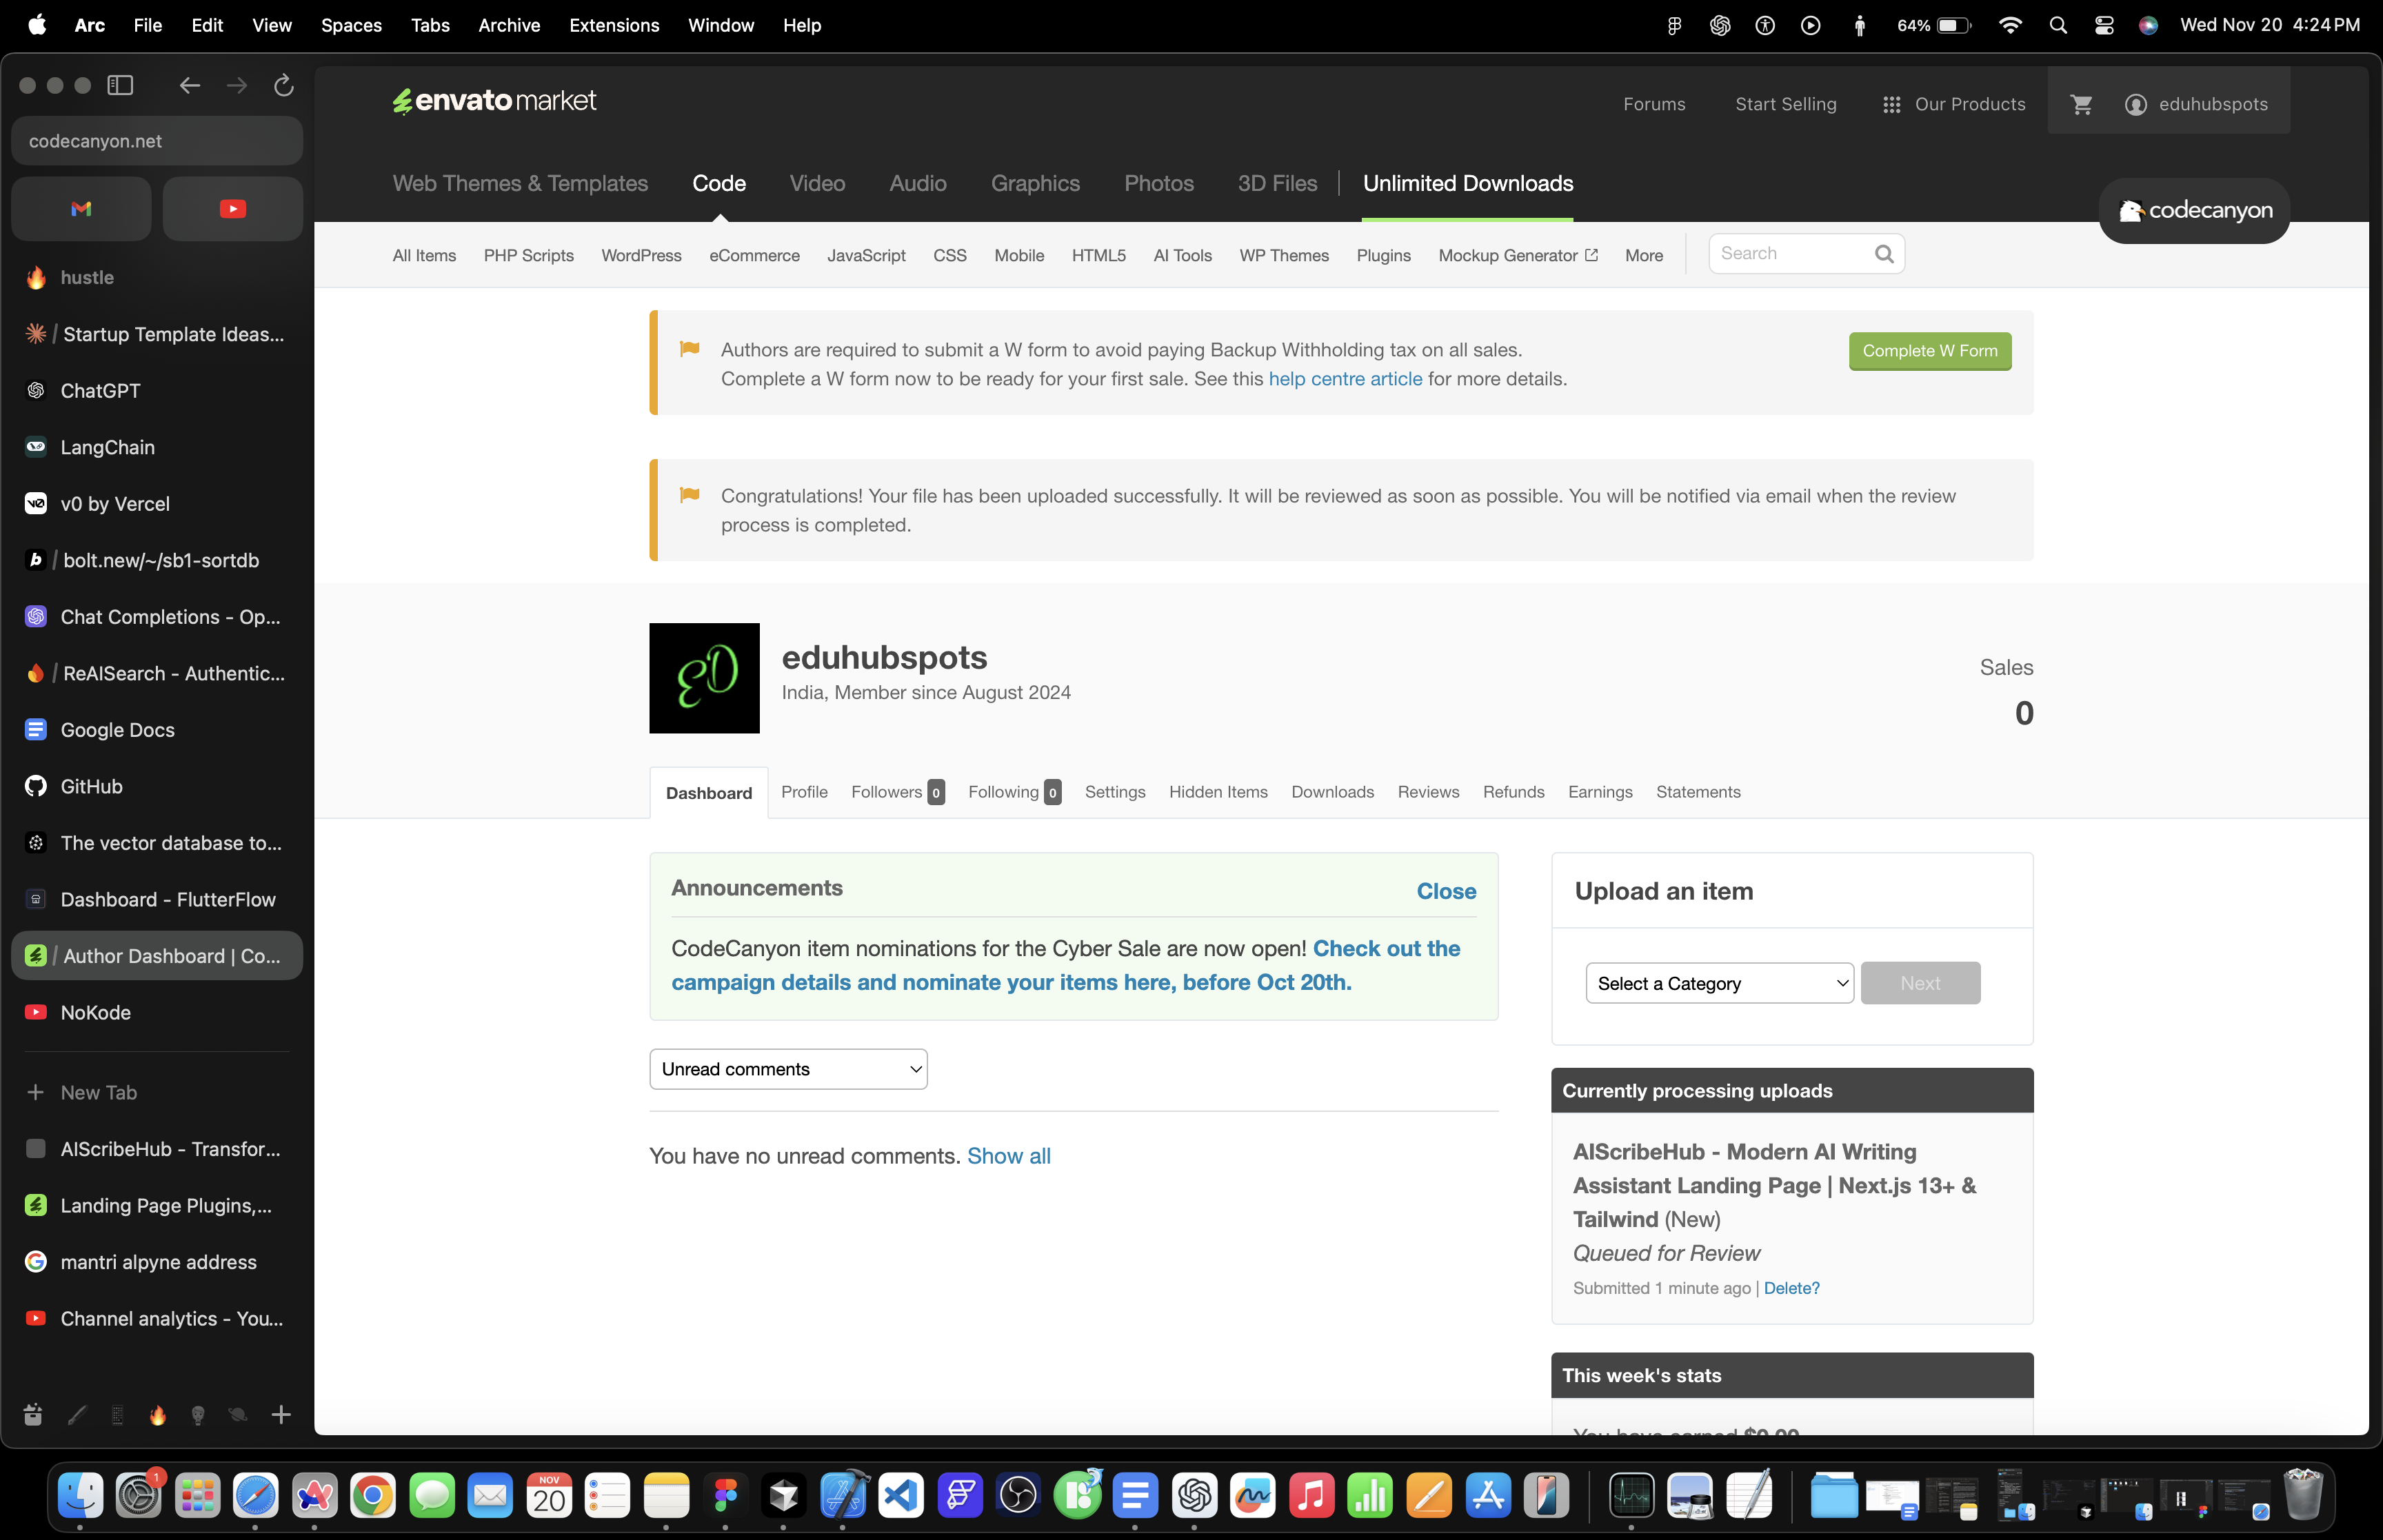 Arc File Edit View Spaces Tabs Archive Extensions Window Help
64% Wed Nov 20 4:24 PM
codecanyon.net
hustle
/ Startup Template Ideas...
ChatGPT
LangChain
v0 by Vercel
/ bolt.new/~/sb1-sortdb
Chat Completions - Op...
/ ReAISearch - Authentic...
Google Docs
GitHub
The vector database to...
Dashboard - FlutterFlow
/ Author Dashboard | Co...
NoKode
+ New Tab
AIScribeHub - Transfor...
Landing Page Plugins,...
mantri alpyne address
Channel analytics - You...
envato market
Forums Start Selling Our Products eduhubspots
Web Themes & Templates Code Video Audio Graphics Photos 3D Files | Unlimited Downloads
codecanyon
All Items PHP Scripts WordPress eCommerce JavaScript CSS Mobile HTML5 AI Tools WP Themes Plugins Mockup Generator More Search
Authors are required to submit a W form to avoid paying Backup Withholding tax on all sales.
Complete a W form now to be ready for your first sale. See this help centre article for more details.
Complete W Form
Congratulations! Your file has been uploaded successfully. It will be reviewed as soon as possible. You will be notified via email when the review
process is completed.
ED
eduhubspots
India, Member since August 2024
Sales
0
Dashboard Profile Followers 0 Following 0 Settings Hidden Items Downloads Reviews Refunds Earnings Statements
Announcements Close
CodeCanyon item nominations for the Cyber Sale are now open! Check out the
campaign details and nominate your items here, before Oct 20th.
Unread comments
You have no unread comments. Show all
Upload an item
Select a Category Next
Currently processing uploads
AIScribeHub - Modern AI Writing
Assistant Landing Page | Next.js 13+ &
Tailwind (New)
Queued for Review
Submitted 1 minute ago | Delete?
This week's stats
You have earned $0.00
1
NOV
20